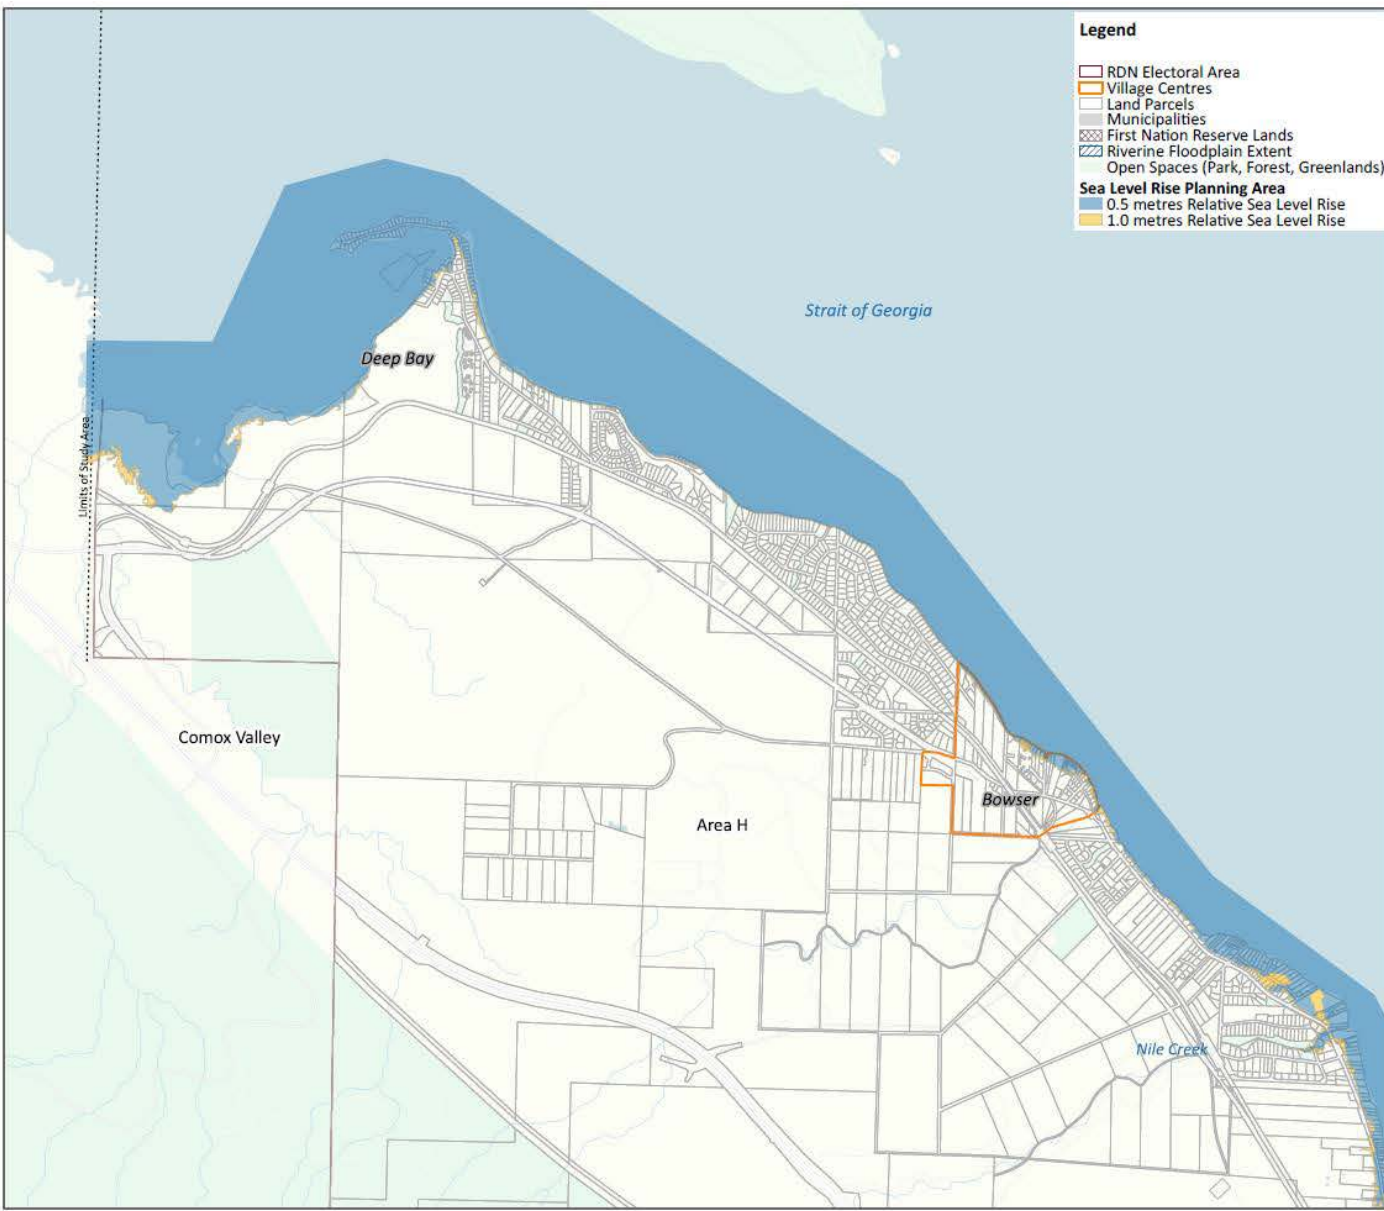 Legend
RDN Electoral Area
Village Centres
Land Parcels
Municipalities
First Nation Reserve Lands
Riverine Floodplain Extent
Open Spaces (Park, Forest, Greenlands)
Sea Level Rise Planning Area
0.5 metres Relative Sea Level Rise
1.0 metres Relative Sea Level Rise
Strait of Georgia
Deep Bay
Limits of Study Area
Comox Valley
Bowser
Area H
Nile Creek